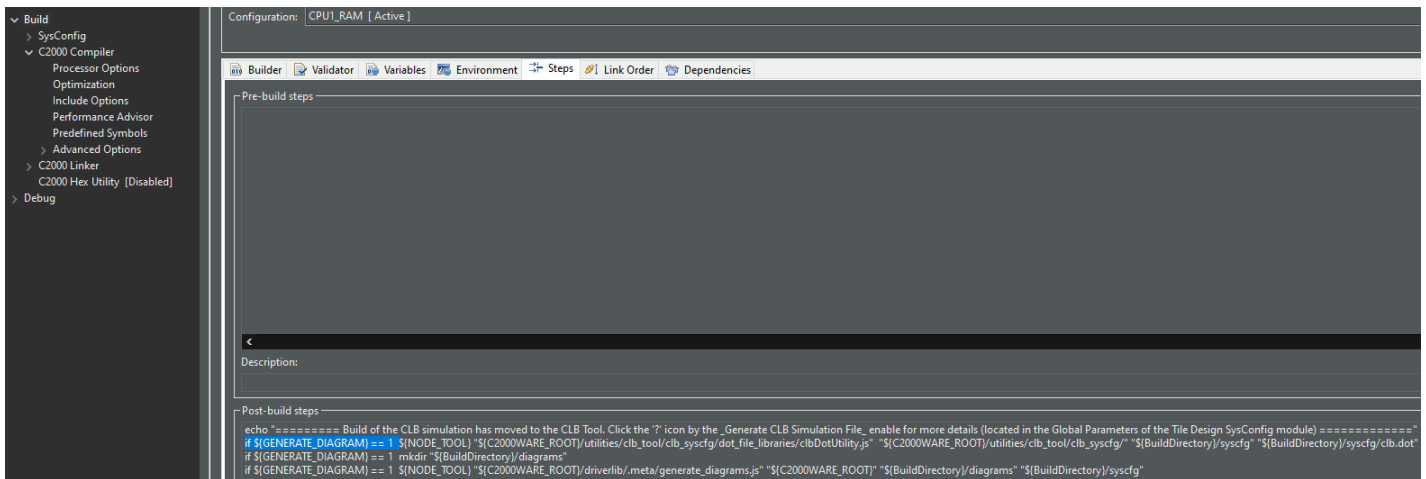 Build
SysConfig
C2000 Compiler
Processor Options
Optimization
Include Options
Performance Advisor
Predefined Symbols
Advanced Options
C2000 Linker
C2000 Hex Utility [Disabled]
Debug
Configuration: CPU1_RAM [ Active ]
Builder Validator Variables Environment Steps Link Order Dependencies
Pre-build steps
Description:
Post-build steps
echo "========= Build of the CLB simulation has moved to the CLB Tool. Click the '?' icon by the _Generate CLB Simulation File_ enable for more details (located in the Global Parameters of the Tile Design SysConfig module) ============="
if ${GENERATE_DIAGRAM} == 1 ${NODE_TOOL} "${C2000WARE_ROOT}/utilities/clb_tool/clb_syscfg/dot_file_libraries/clbDotUtility.js" "${C2000WARE_ROOT}/utilities/clb_tool/clb_syscfg/" "${BuildDirectory}/syscfg" "${BuildDirectory}/syscfg/clb.dot"
if ${GENERATE_DIAGRAM} == 1 mkdir "${BuildDirectory}/diagrams"
if ${GENERATE_DIAGRAM} == 1 ${NODE_TOOL} "${C2000WARE_ROOT}/driverlib/.meta/generate_diagrams.js" "${C2000WARE_ROOT}" "${BuildDirectory}/diagrams" "${BuildDirectory}/syscfg"